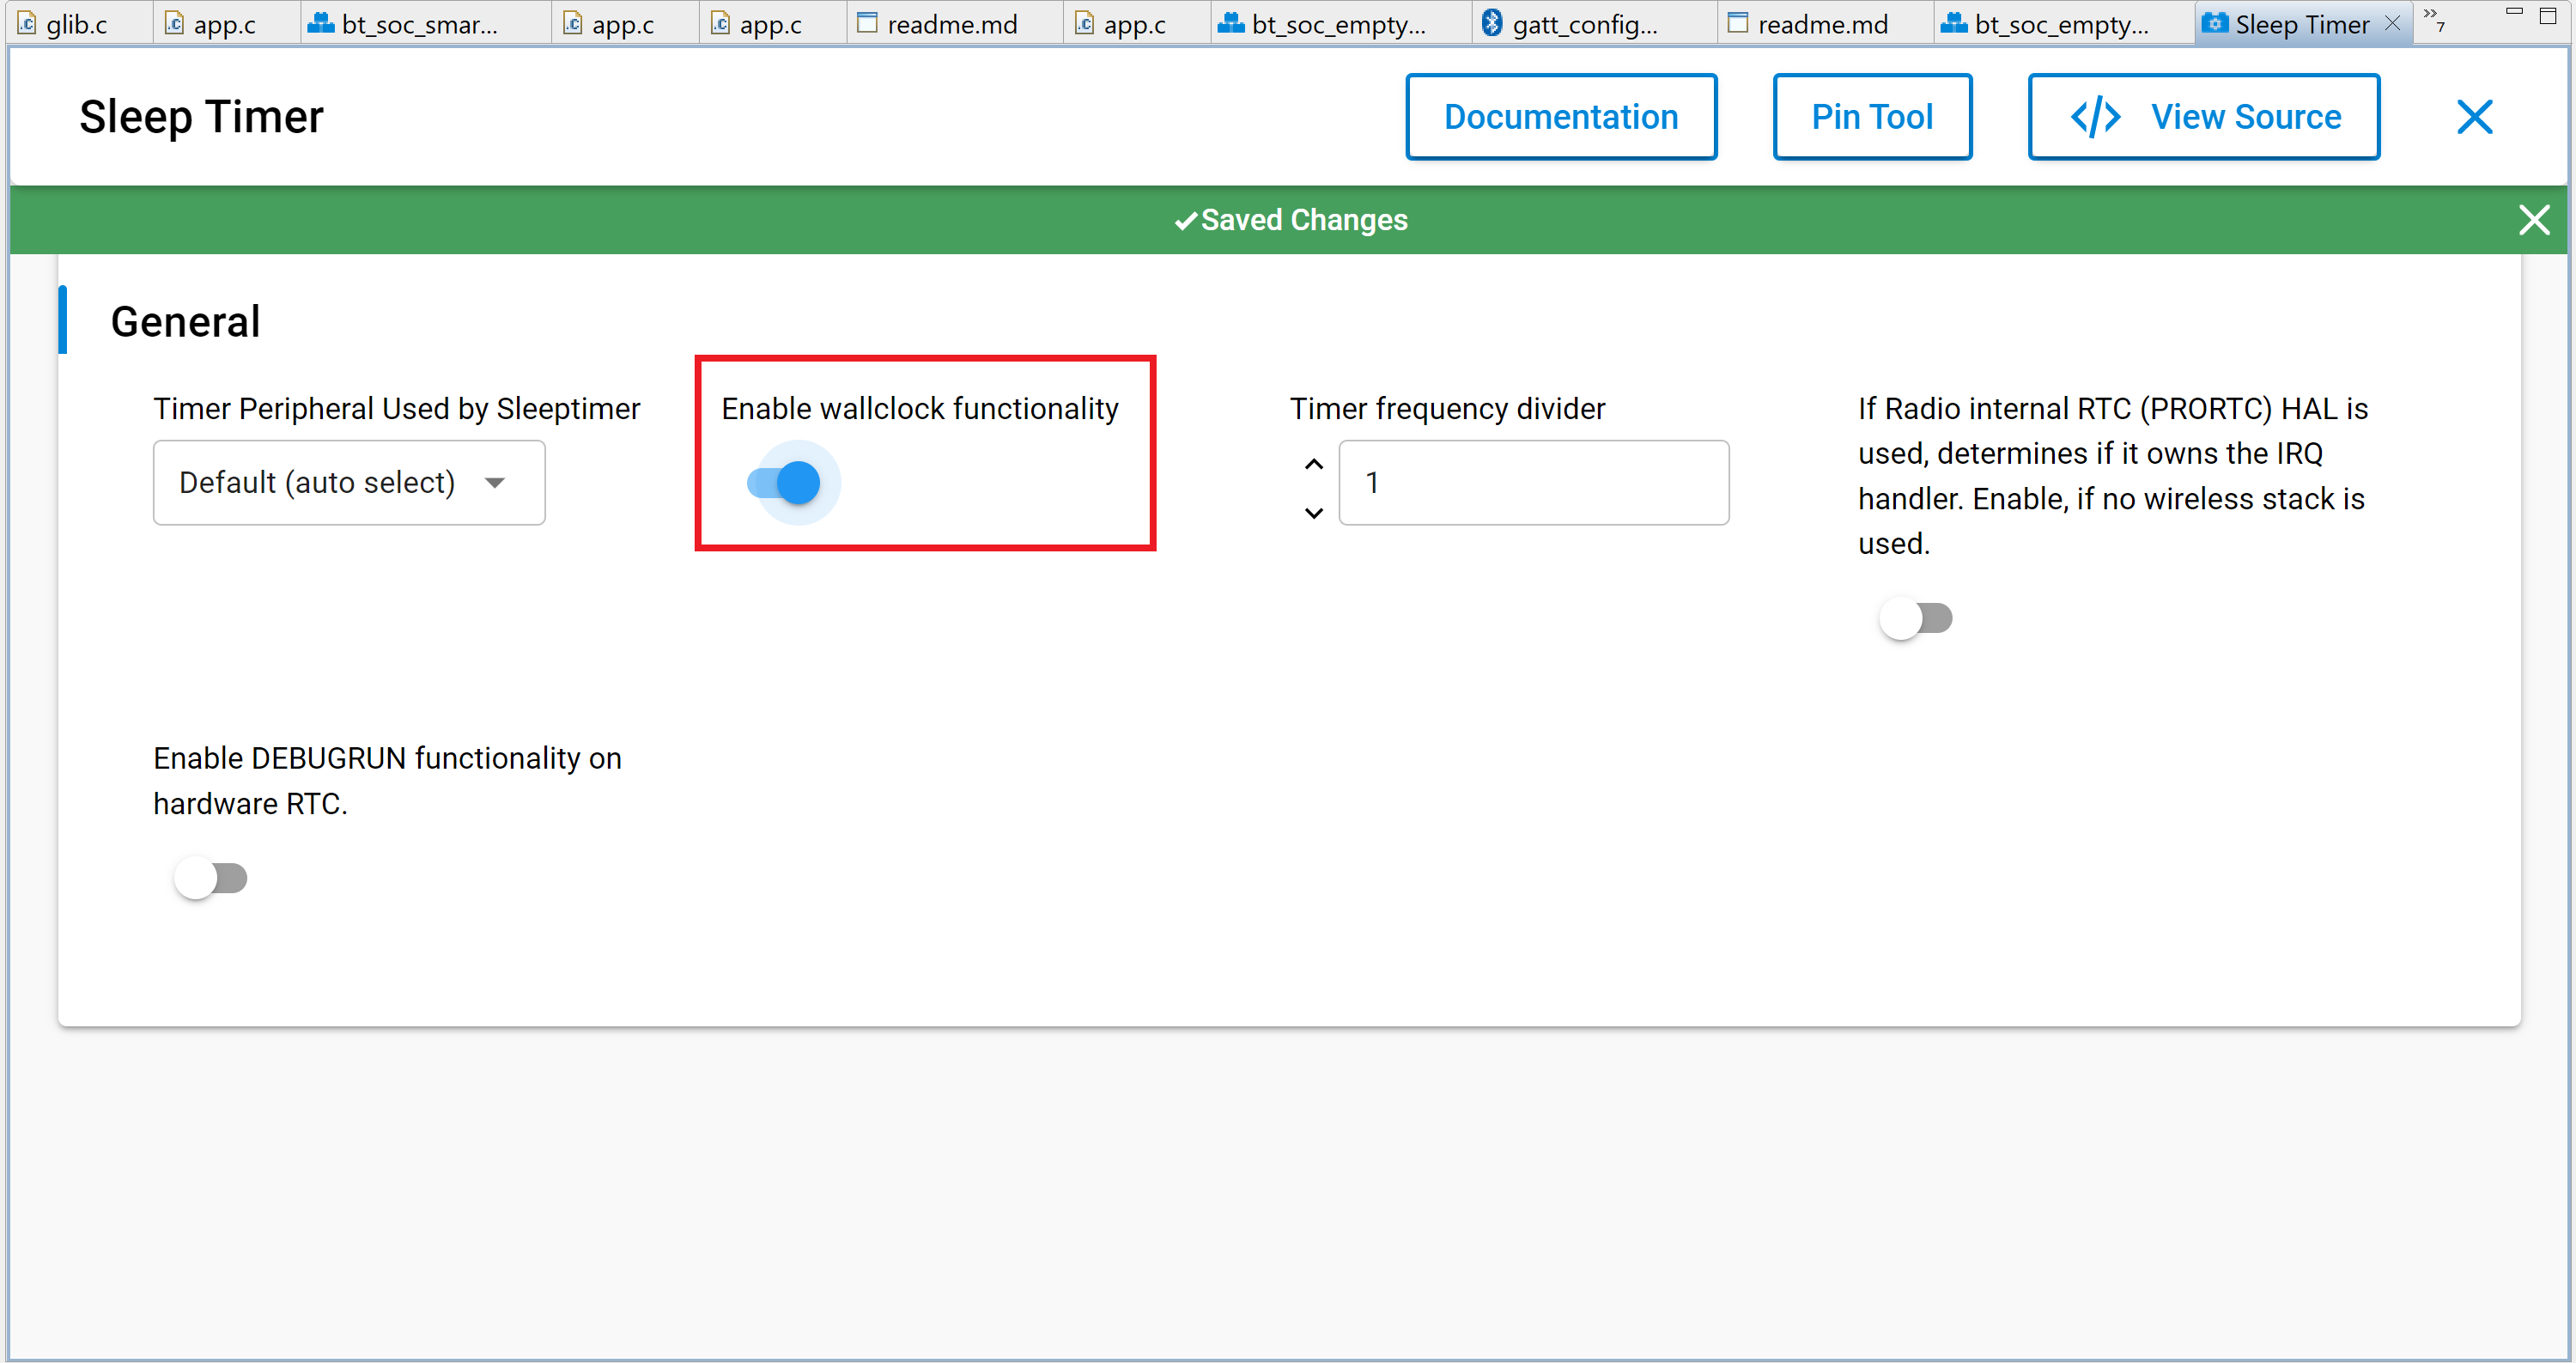 glib.c app.c bt_soc_smar... app.c app.c readme.md app.c bt_soc_empty... gatt_config... readme.md bt_soc_empty... Sleep Timer »7
Sleep Timer Documentation Pin Tool </> View Source
Saved Changes
General
Timer Peripheral Used by Sleeptimer
Default (auto select)
Enable wallclock functionality
Timer frequency divider
1
If Radio internal RTC (PRORTC) HAL is
used, determines if it owns the IRQ
handler. Enable, if no wireless stack is
used.
Enable DEBUGRUN functionality on
hardware RTC.